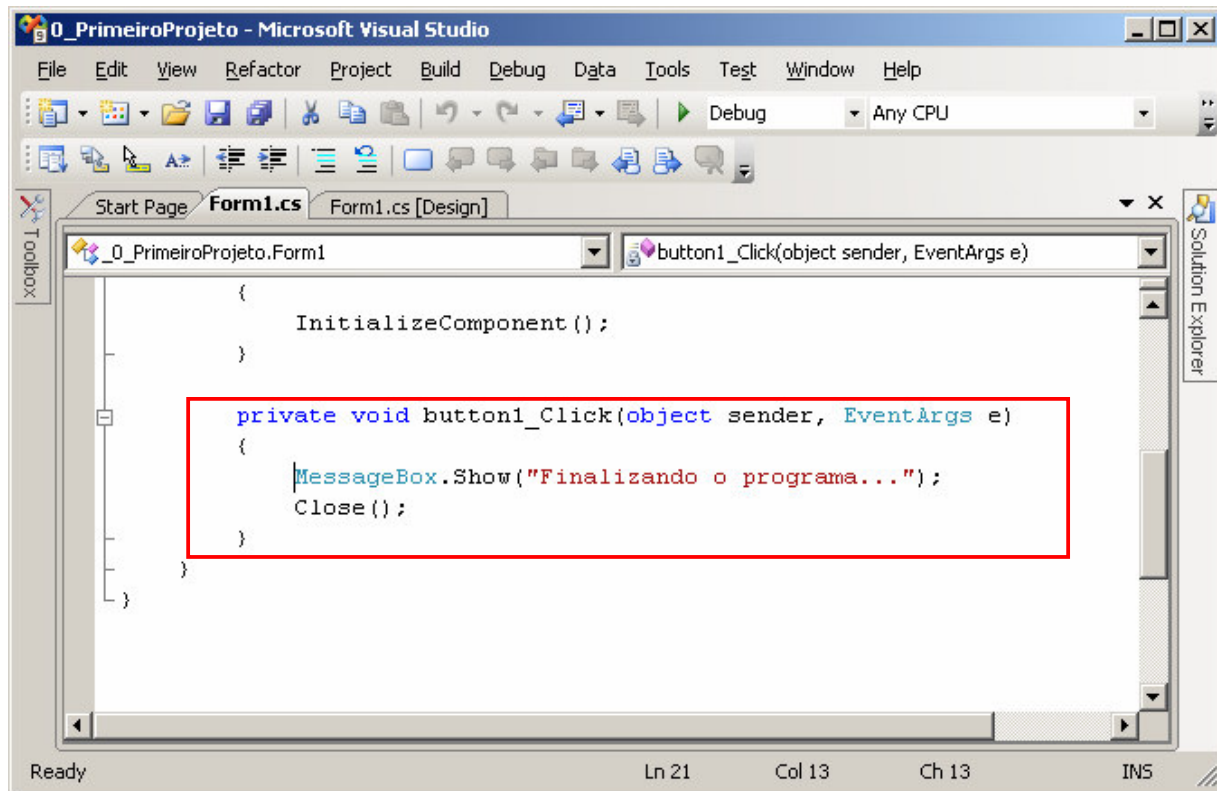 0_PrimeiroProjeto - Microsoft Visual Studio
File Edit View Refactor Project Build Debug Data Tools Test Window Help
Debug Any CPU
Start Page Form1.cs Form1.cs [Design]
Toolbox
_0_PrimeiroProjeto.Form1 button1_Click(object sender, EventArgs e)
Solution Explorer
{
InitializeComponent();
}
private void button1_Click(object sender, EventArgs e)
{
MessageBox.Show("Finalizando o programa...");
Close();
}
}
}
Ready Ln 21 Col 13 Ch 13 INS